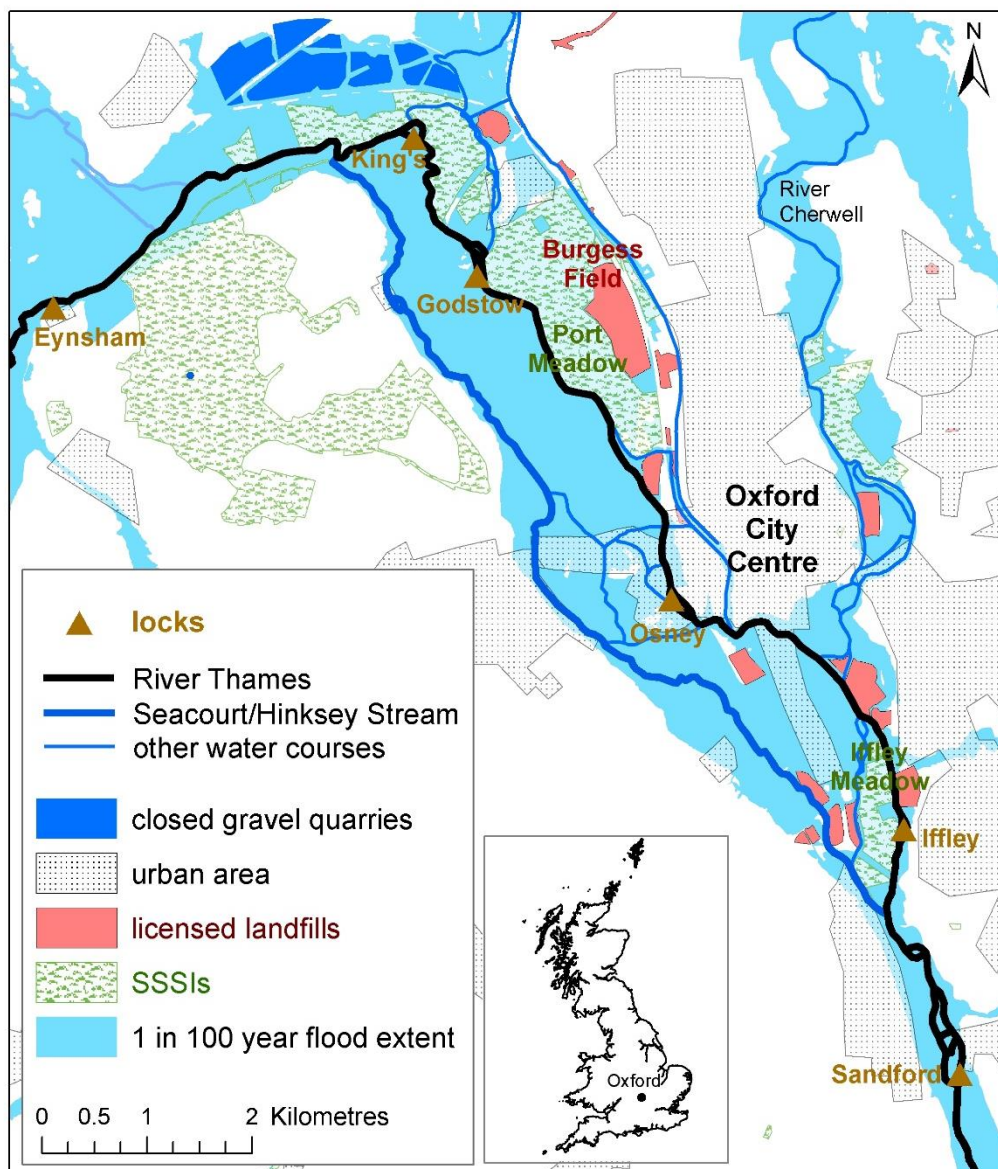 N
King's
River
Cherwell
Burgess
Field
Godstow
Eynsham
Port
Meadow
Oxford
City
Centre
Osney
Iffley
Meadow
Iffley
Sandford
locks
River Thames
Seacourt/Hinksey Stream
other water courses
closed gravel quarries
urban area
licensed landfills
SSSIs
1 in 100 year flood extent
0 0.5 1 2 Kilometres
Oxford